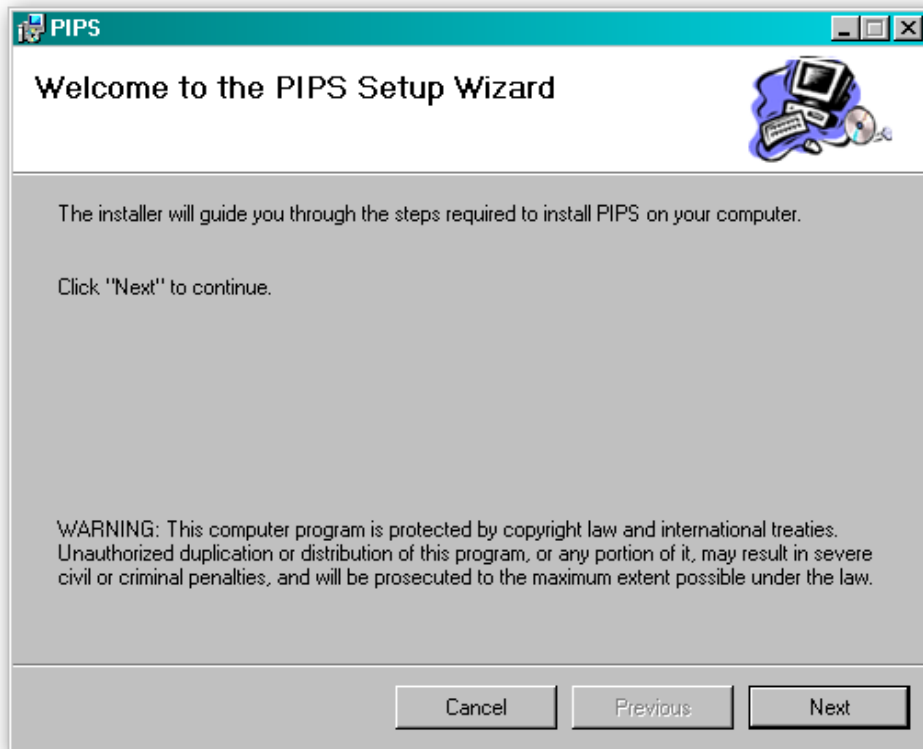 PIPS
Welcome to the PIPS Setup Wizard
The installer will guide you through the steps required to install PIPS on your computer.
Click "Next" to continue.
WARNING: This computer program is protected by copyright law and international treaties.
Unauthorized duplication or distribution of this program, or any portion of it, may result in severe
civil or criminal penalties, and will be prosecuted to the maximum extent possible under the law.
Cancel
Previous
Next